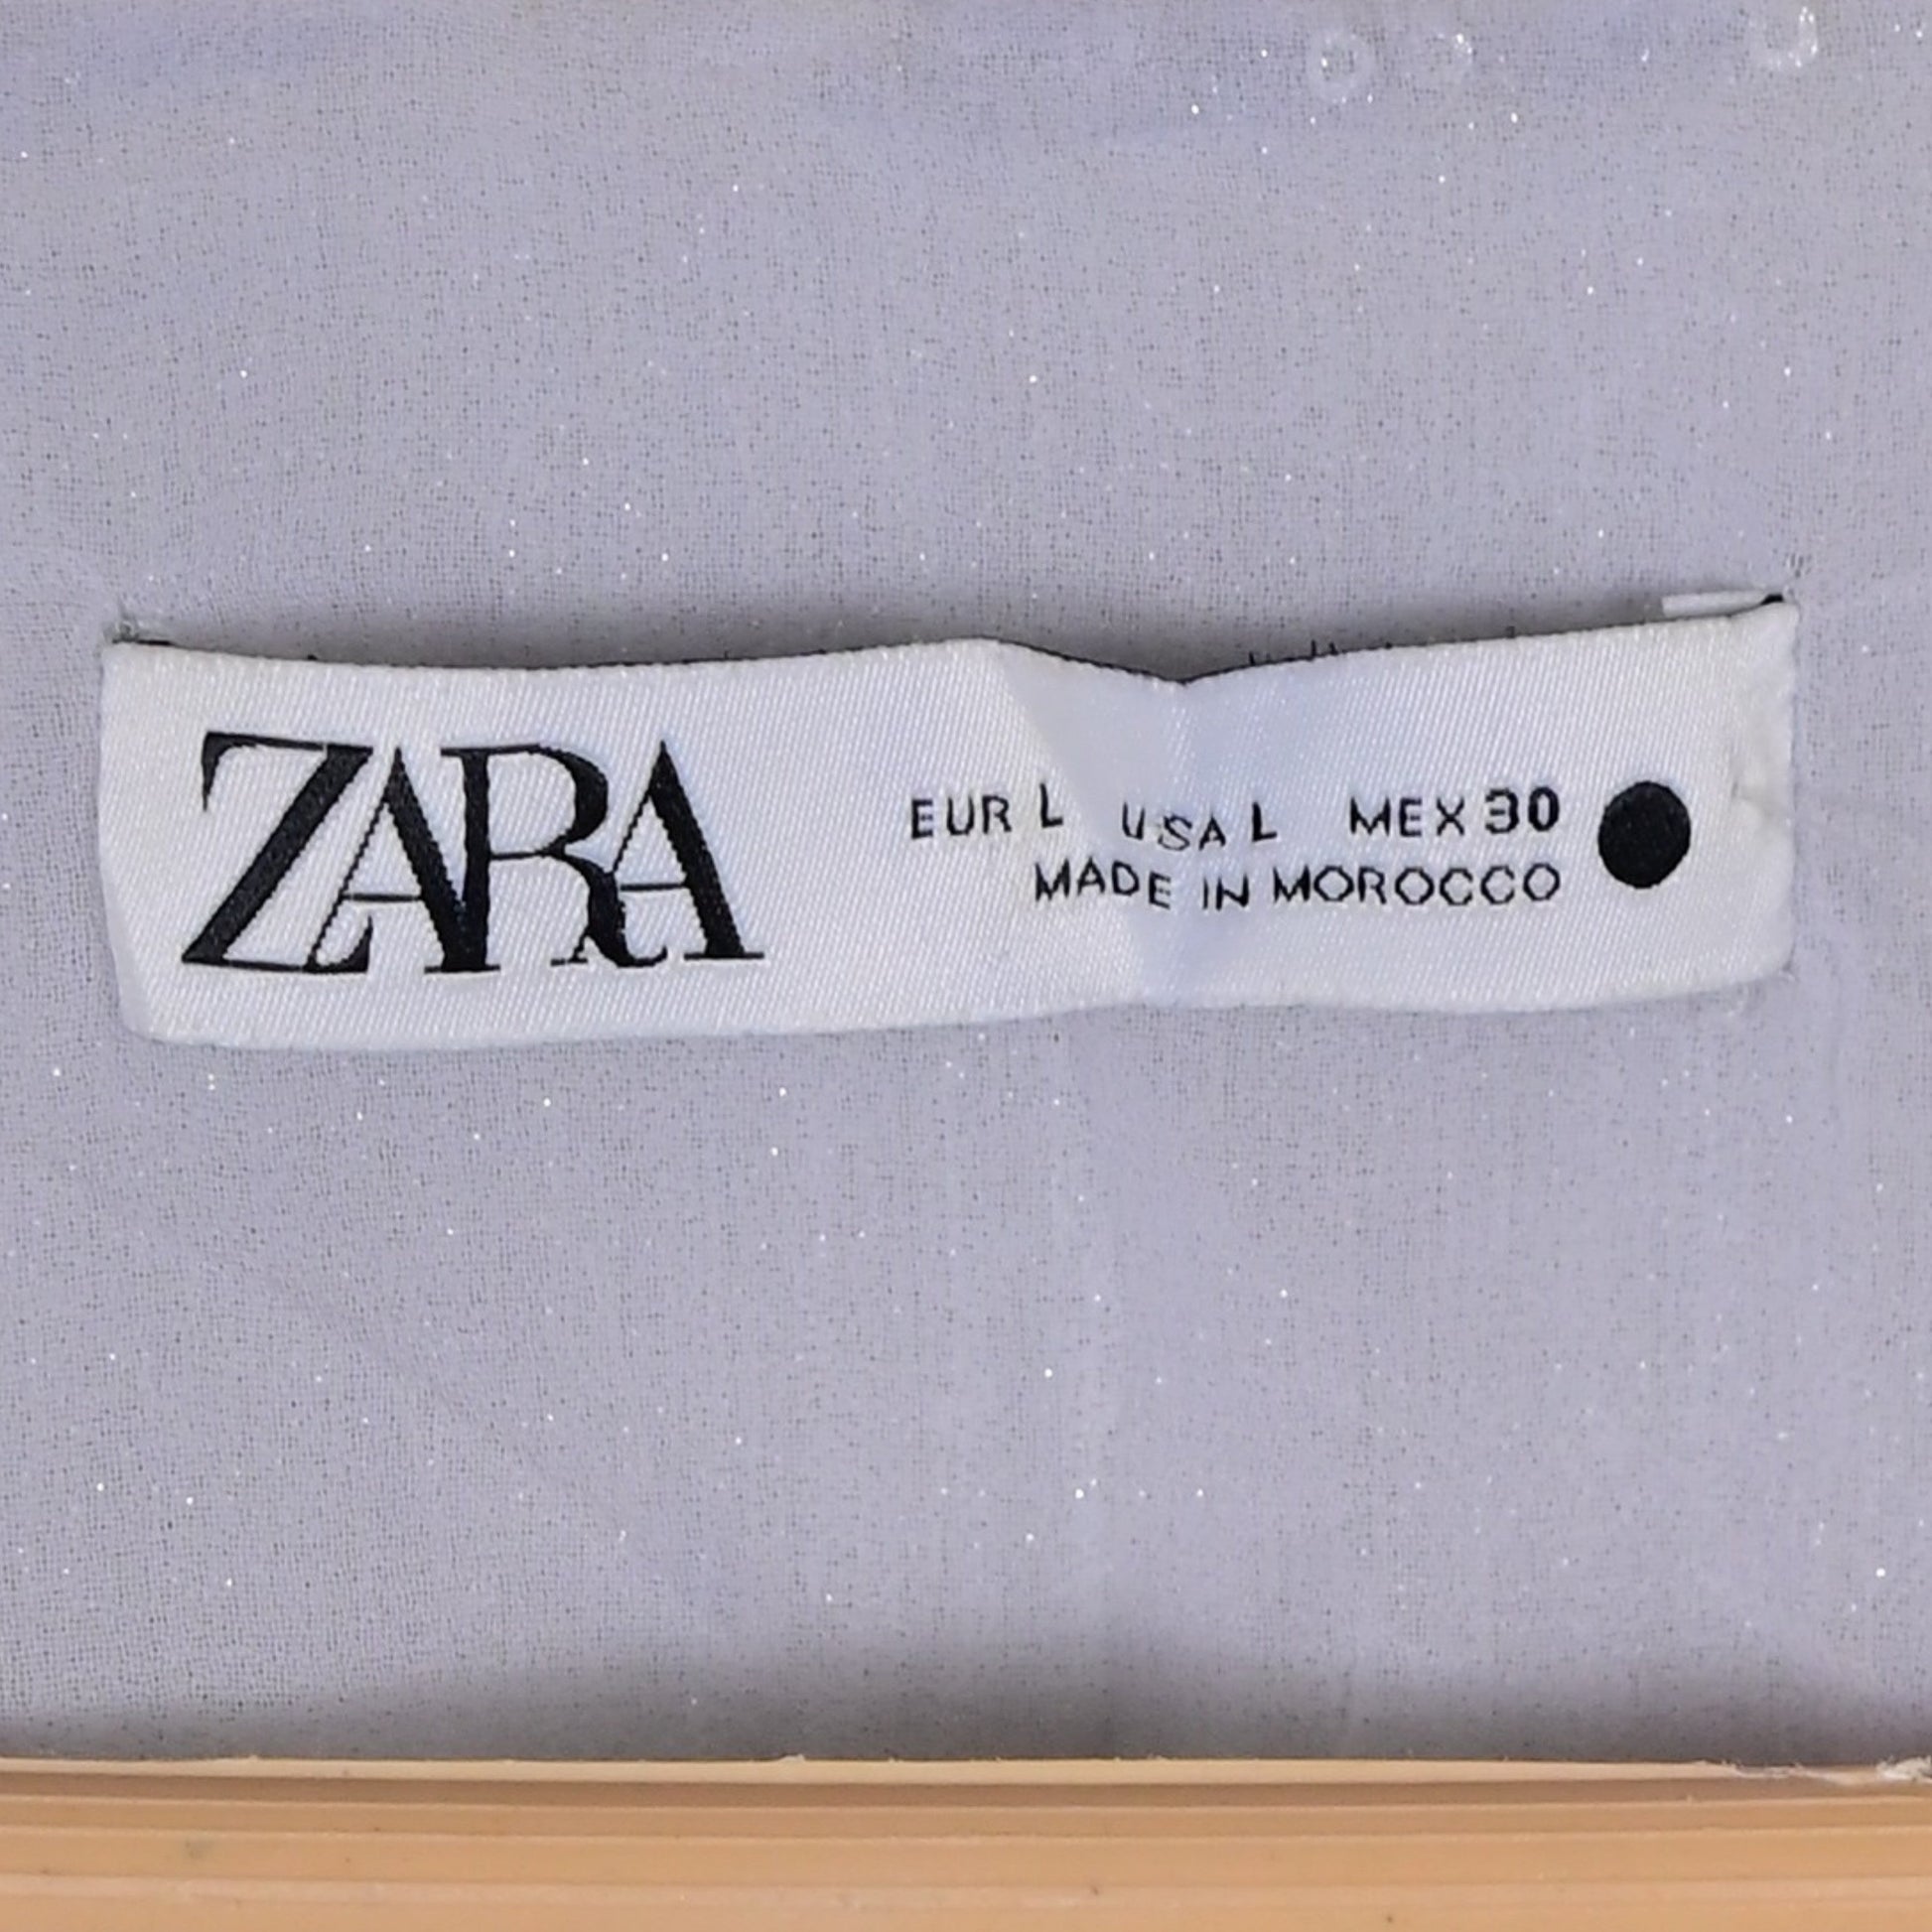 ZARA
EUR L USA L MEX 30
MADE IN MOROCCO